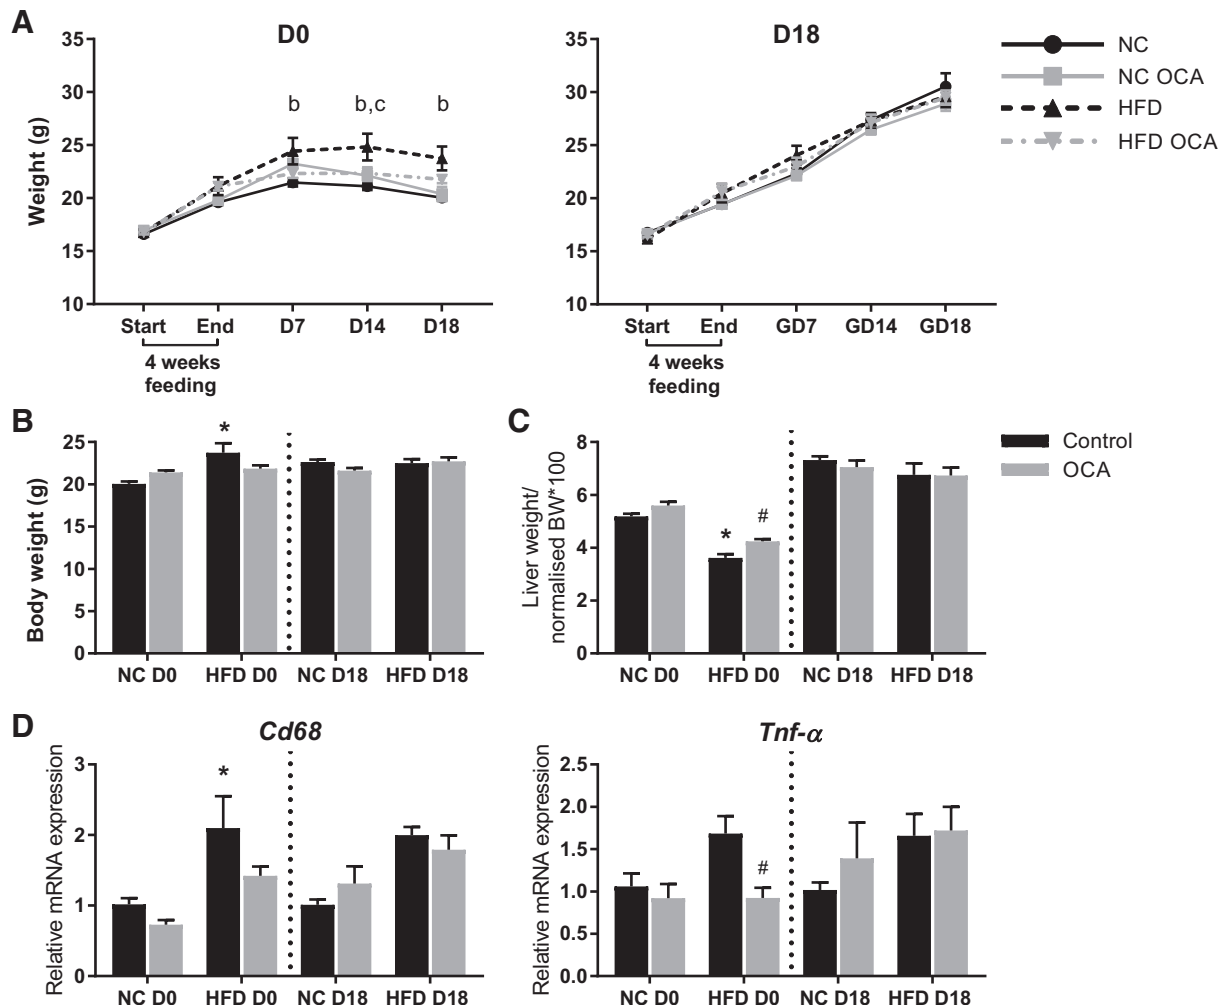 A
D0
D18
35
30
25
20
15
10
Weight (g)
b
b,c
b
Start
End
D7
D14
D18
4 weeks
feeding
35
30
25
20
15
10
Start
End
GD7
GD14
GD18
4 weeks
feeding
NC
NC OCA
HFD
HFD OCA
B
25
20
15
10
5
0
Body weight (g)
*
NC D0
HFD D0
NC D18
HFD D18
C
8
6
4
2
0
Liver weight/
normalised BW*100
*
#
NC D0
HFD D0
NC D18
HFD D18
Control
OCA
D
Cd68
3
2
1
0
Relative mRNA expression
*
NC D0
HFD D0
NC D18
HFD D18
Tnf-α
2.5
2.0
1.5
1.0
0.5
0.0
Relative mRNA expression
#
NC D0
HFD D0
NC D18
HFD D18